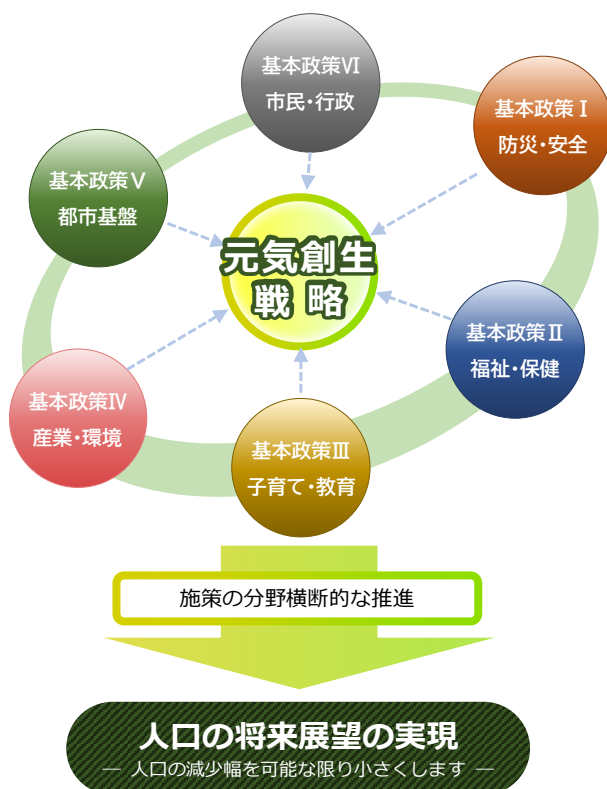 基本政策Ⅵ
市民・行政
基本政策Ⅰ
防災・安全
基本政策Ⅴ
都市基盤
元気創生
戦 略
基本政策Ⅱ
福祉・保健
基本政策Ⅳ
産業・環境
基本政策Ⅲ
子育て・教育
施策の分野横断的な推進
人口の将来展望の実現
― 人口の減少幅を可能な限り小さくします ―